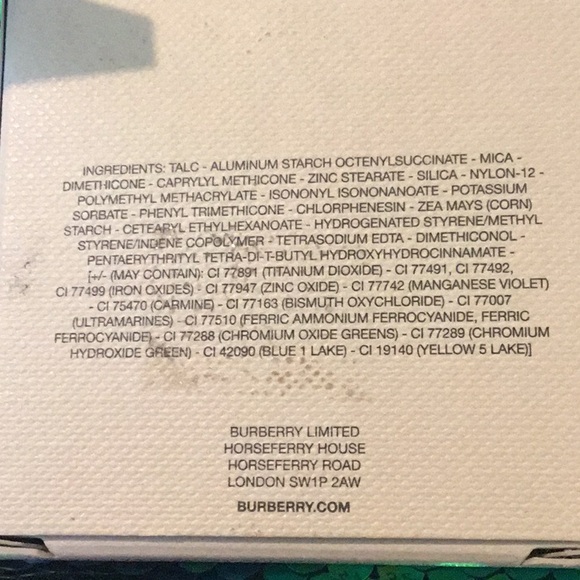 INGREDIENTS: TALC - ALUMINUM STARCH OCTENYLSUCCINATE - MICA -
DIMETHICONE - CAPRYLYL METHICONE - ZINC STEARATE - SILICA - NYLON-12 -
POLYMETHYL METHACRYLATE - ISONONYL ISONONANOATE - POTASSIUM
SORBATE - PHENYL TRIMETHICONE - CHLORPHENESIN - ZEA MAYS (CORN)
STARCH - CETEARYL ETHYLHEXANOATE - HYDROGENATED STYRENE/METHYL
STYRENE/INDENE COPOLYMER - TETRASODIUM EDTA - DIMETHICONOL -
PENTAERYTHRITYL TETRA-DI-T-BUTYL HYDROXYHYDROCINNAMATE -
[+/- (MAY CONTAIN): CI 77891 (TITANIUM DIOXIDE) - CI 77491, CI 77492,
CI 77499 (IRON OXIDES) - CI 77947 (ZINC OXIDE) - CI 77742 (MANGANESE VIOLET)
- CI 75470 (CARMINE) - CI 77163 (BISMUTH OXYCHLORIDE) - CI 77007
(ULTRAMARINES) - CI 77510 (FERRIC AMMONIUM FERROCYANIDE, FERRIC
FERROCYANIDE) - CI 77288 (CHROMIUM OXIDE GREENS) - CI 77289 (CHROMIUM
HYDROXIDE GREEN) - CI 42090 (BLUE 1 LAKE) - CI 19140 (YELLOW 5 LAKE)]
BURBERRY LIMITED
HORSEFERRY HOUSE
HORSEFERRY ROAD
LONDON SW1P 2AW
BURBERRY.COM